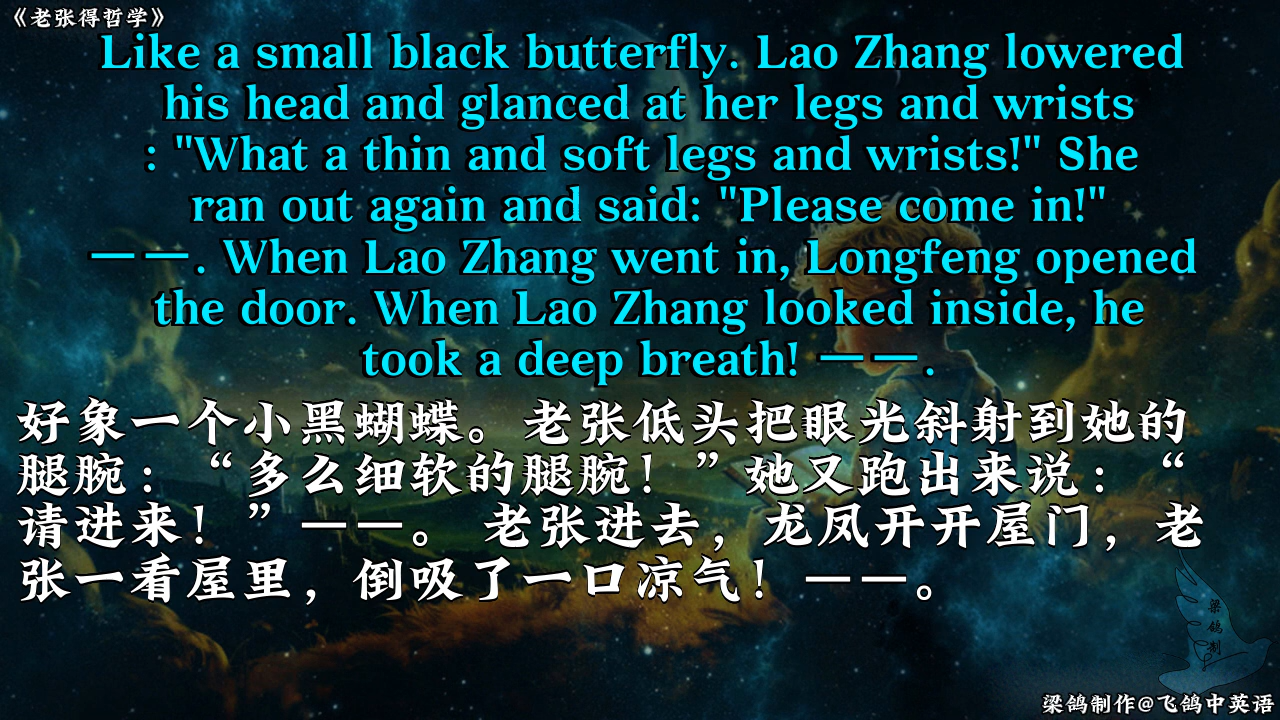 《老张得哲学》
Like a small black butterfly. Lao Zhang lowered
his head and glanced at her legs and wrists
: "What a thin and soft legs and wrists!" She
ran out again and said: "Please come in!"
——. When Lao Zhang went in, Longfeng opened
the door. When Lao Zhang looked inside, he
took a deep breath! ——.
好象一个小黑蝴蝶。老张低头把眼光斜射到她的
腿腕：“多么细软的腿腕！”她又跑出来说：“
请进来！”——。 老张进去，龙凤开开屋门，老
张一看屋里，倒吸了一口凉气！——。
梁鸽制
梁鸽制作@飞鸽中英语